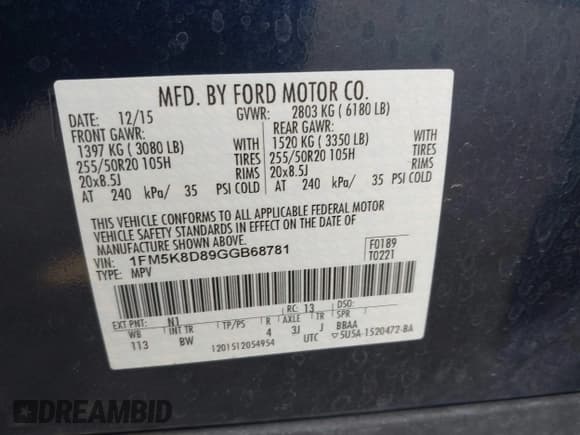 MFD. BY FORD MOTOR CO.
DATE: 12/15 GVWR: 2803 KG ( 6180 LB)
FRONT GAWR: REAR GAWR:
1397 KG ( 3080 LB) WITH 1520 KG ( 3350 LB) WITH
255/50R20 105H TIRES 255/50R20 105H TIRES
20x8.5J RIMS 20x8.5J RIMS
AT 240 kPa/ 35 PSI COLD AT 240 kPa/ 35 PSI COLD
THIS VEHICLE CONFORMS TO ALL APPLICABLE FEDERAL MOTOR
VEHICLE SAFETY STANDARDS IN EFFECT ON THE DATE OF
MANUFACTURE SHOWN ABOVE.
VIN: 1FM5K8D89GGB68781 F0189
TYPE: MPV T0221
EXT PNT: N1 RC: 13 DSO:
WB INT TR TP/PS R AXLE TR SPR
113 BW 4 3J J BBAA
1201512054954 UTC ▽5U5A-1520472-BA
DREAMBID